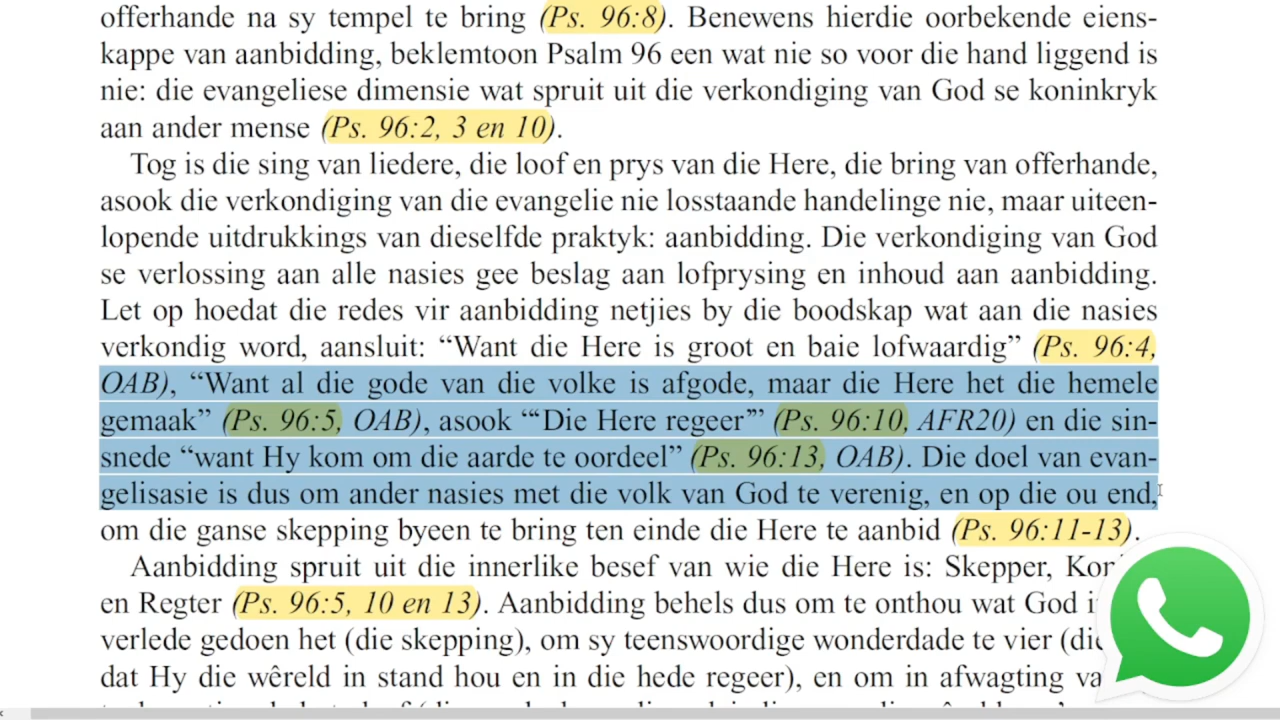 offerhande na sy tempel te bring (Ps. 96:8). Benewens hierdie oorbekende eiens-
kappe van aanbidding, beklemtoon Psalm 96 een wat nie so voor die hand liggend is
nie: die evangeliese dimensie wat spruit uit die verkondiging van God se koninkryk
aan ander mense (Ps. 96:2, 3 en 10).
Tog is die sing van liedere, die loof en prys van die Here, die bring van offerhande,
asook die verkondiging van die evangelie nie losstaande handelinge nie, maar uiteen-
lopende uitdrukkings van dieselfde praktyk: aanbidding. Die verkondiging van God
se verlossing aan alle nasies gee beslag aan lofprysing en inhoud aan aanbidding.
Let op hoedat die redes vir aanbidding netjies by die boodskap wat aan die nasies
verkondig word, aansluit: “Want die Here is groot en baie lofwaardig” (Ps. 96:4,
OAB), “Want al die gode van die volke is afgode, maar die Here het die hemele
gemaak” (Ps. 96:5, OAB), asook “‘Die Here regeer’” (Ps. 96:10, AFR20) en die sin-
snede “want Hy kom om die aarde te oordeel” (Ps. 96:13, OAB). Die doel van evan-
gelisasie is dus om ander nasies met die volk van God te verenig, en op die ou end,
om die ganse skepping byeen te bring ten einde die Here te aanbid (Ps. 96:11-13).
Aanbidding spruit uit die innerlike besef van wie die Here is: Skepper,
en Regter (Ps. 96:5, 10 en 13). Aanbidding behels dus om te onthou wat God
verlede gedoen het (die skepping), om sy teenswoordige wonderdade te vier
dat Hy die wêreld in stand hou en in die hede regeer), en om in afwagting